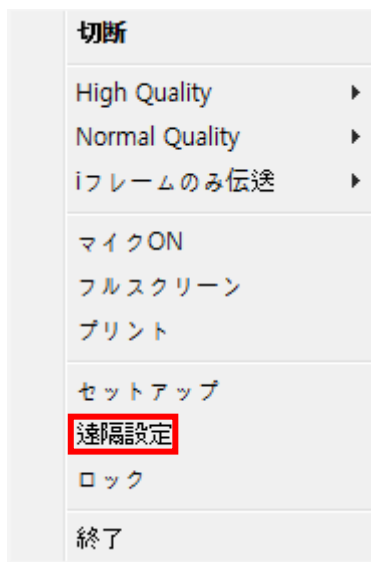 切断
High Quality
Normal Quality
iフレームのみ伝送
マイクON
フルスクリーン
プリント
セットアップ
遠隔設定
ロック
終了